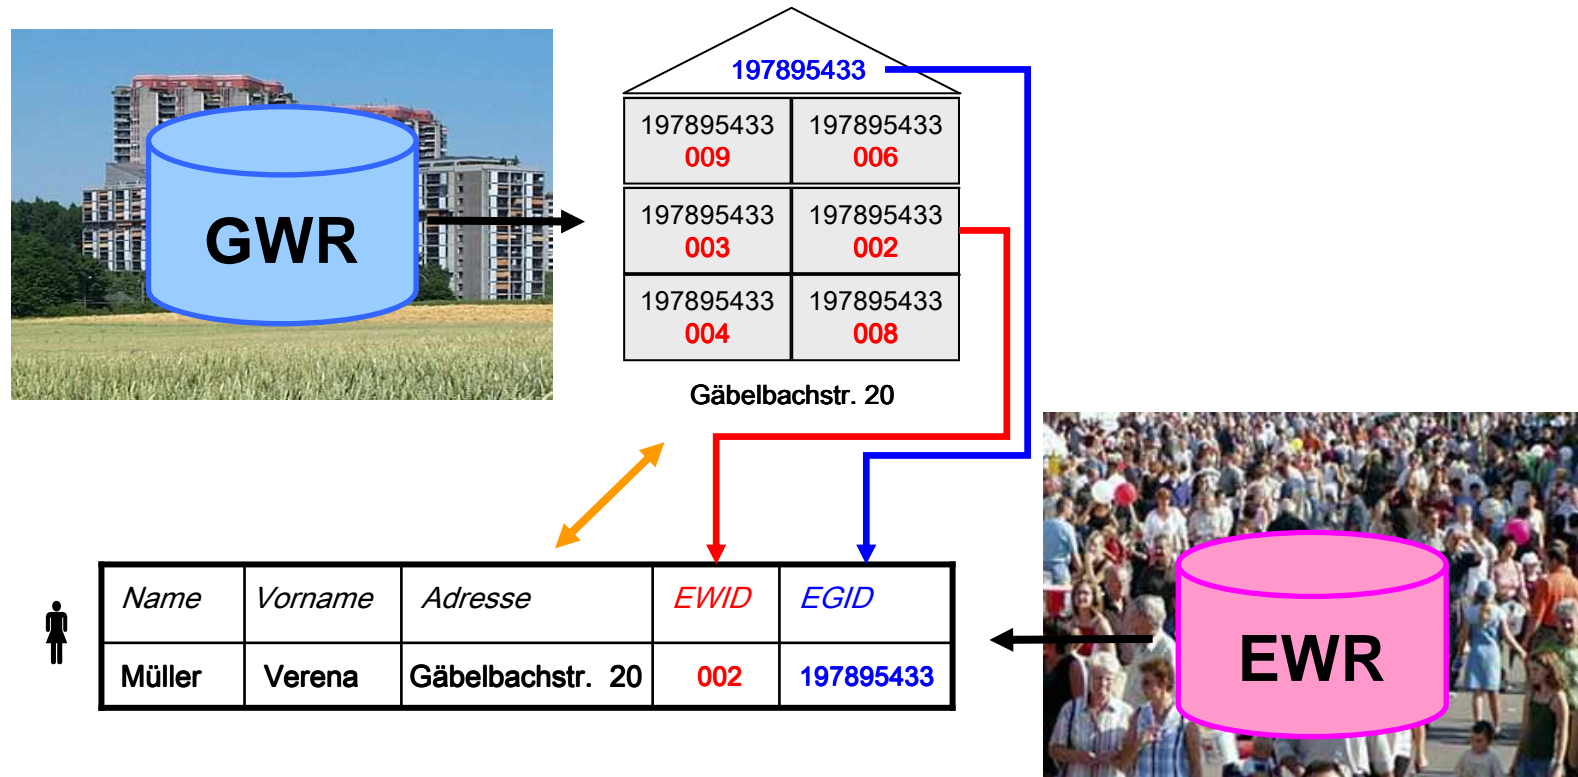 197895433
197895433 197895433
009 006
197895433 197895433
003 002
197895433 197895433
004 008
Gäbelbachstr. 20
GWR
Name Vorname Adresse EWID EGID
Müller Verena Gäbelbachstr. 20 002 197895433
EWR